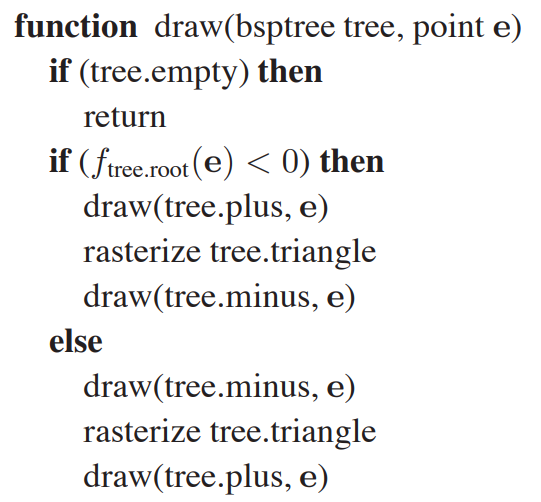 function draw(bsptree tree, point e)
if (tree.empty) then
return
if (f_tree.root(e) < 0) then
draw(tree.plus, e)
rasterize tree.triangle
draw(tree.minus, e)
else
draw(tree.minus, e)
rasterize tree.triangle
draw(tree.plus, e)